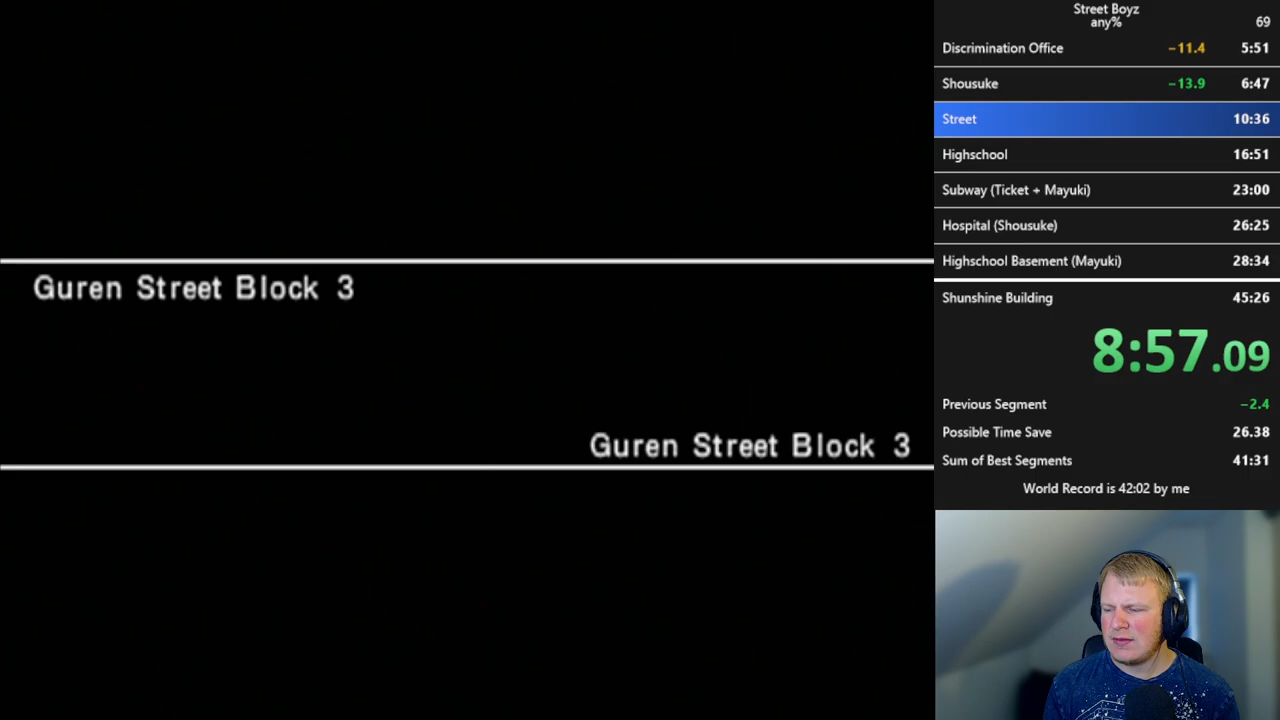 Guren Street Block 3
Guren Street Block 3
Street Boyz
any%
69
Discrimination Office -11.4 5:51
Shousuke -13.9 6:47
Street 10:36
Highschool 16:51
Subway (Ticket + Mayuki) 23:00
Hospital (Shousuke) 26:25
Highschool Basement (Mayuki) 28:34
Shunshine Building 45:26
8:57.09
Previous Segment -2.4
Possible Time Save 26.38
Sum of Best Segments 41:31
World Record is 42:02 by me